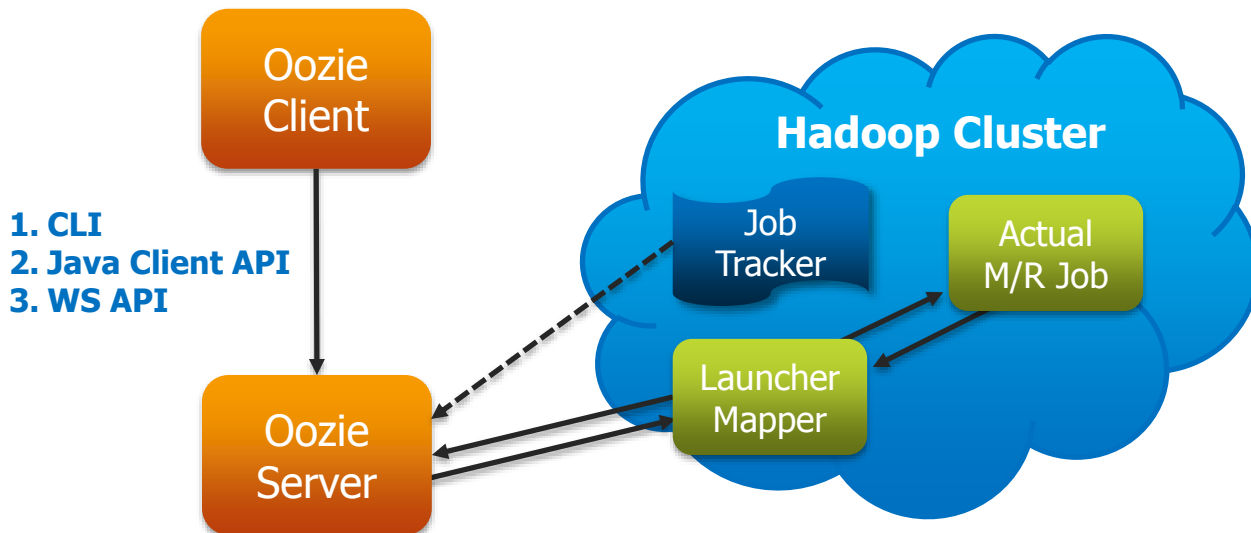 Oozie
Client
1. CLI
2. Java Client API
3. WS API
Oozie
Server
Hadoop Cluster
Job
Tracker
Actual
M/R Job
Launcher
Mapper